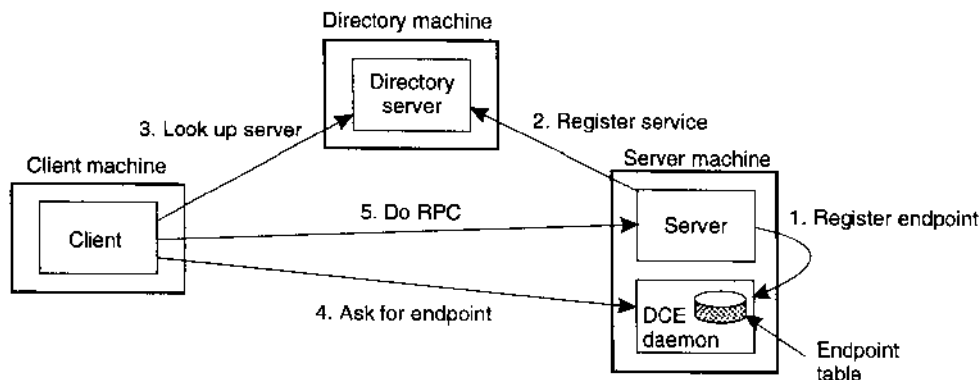 Directory machine
Directory
server
3. Look up server
2. Register service
Client machine
Server machine
5. Do RPC
1. Register endpoint
Client
Server
4. Ask for endpoint
DCE
daemon
Endpoint
table